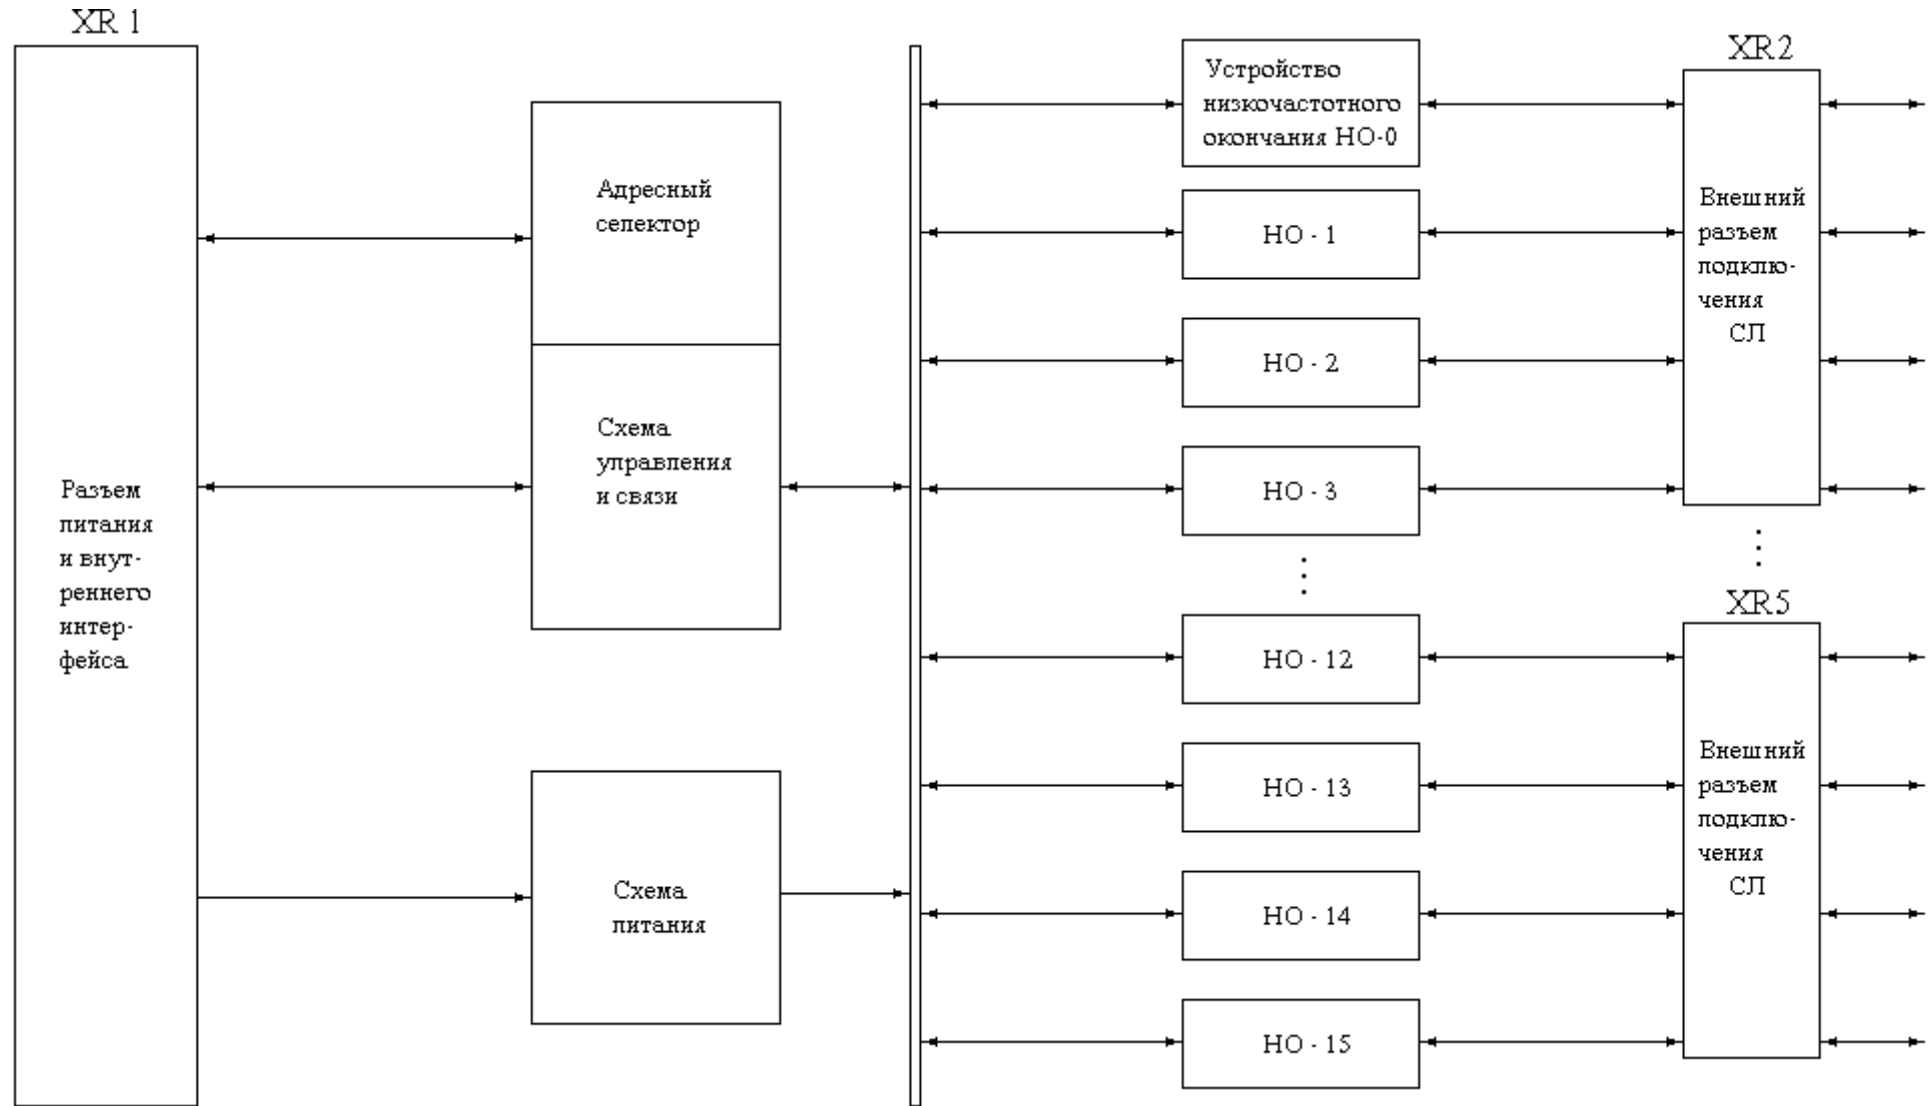 XR 1
Разъем
питания
и внут-
реннего
интер-
фейса
Адресный
селектор
Схема
управления
и связи
Схема
питания
Устройство
низкочастотного
окончания НО-0
НО - 1
НО - 2
НО - 3
НО - 12
НО - 13
НО - 14
НО - 15
XR2
Внешний
разъем
подклю-
чения
СЛ
XR5
Внешний
разъем
подклю-
чения
СЛ